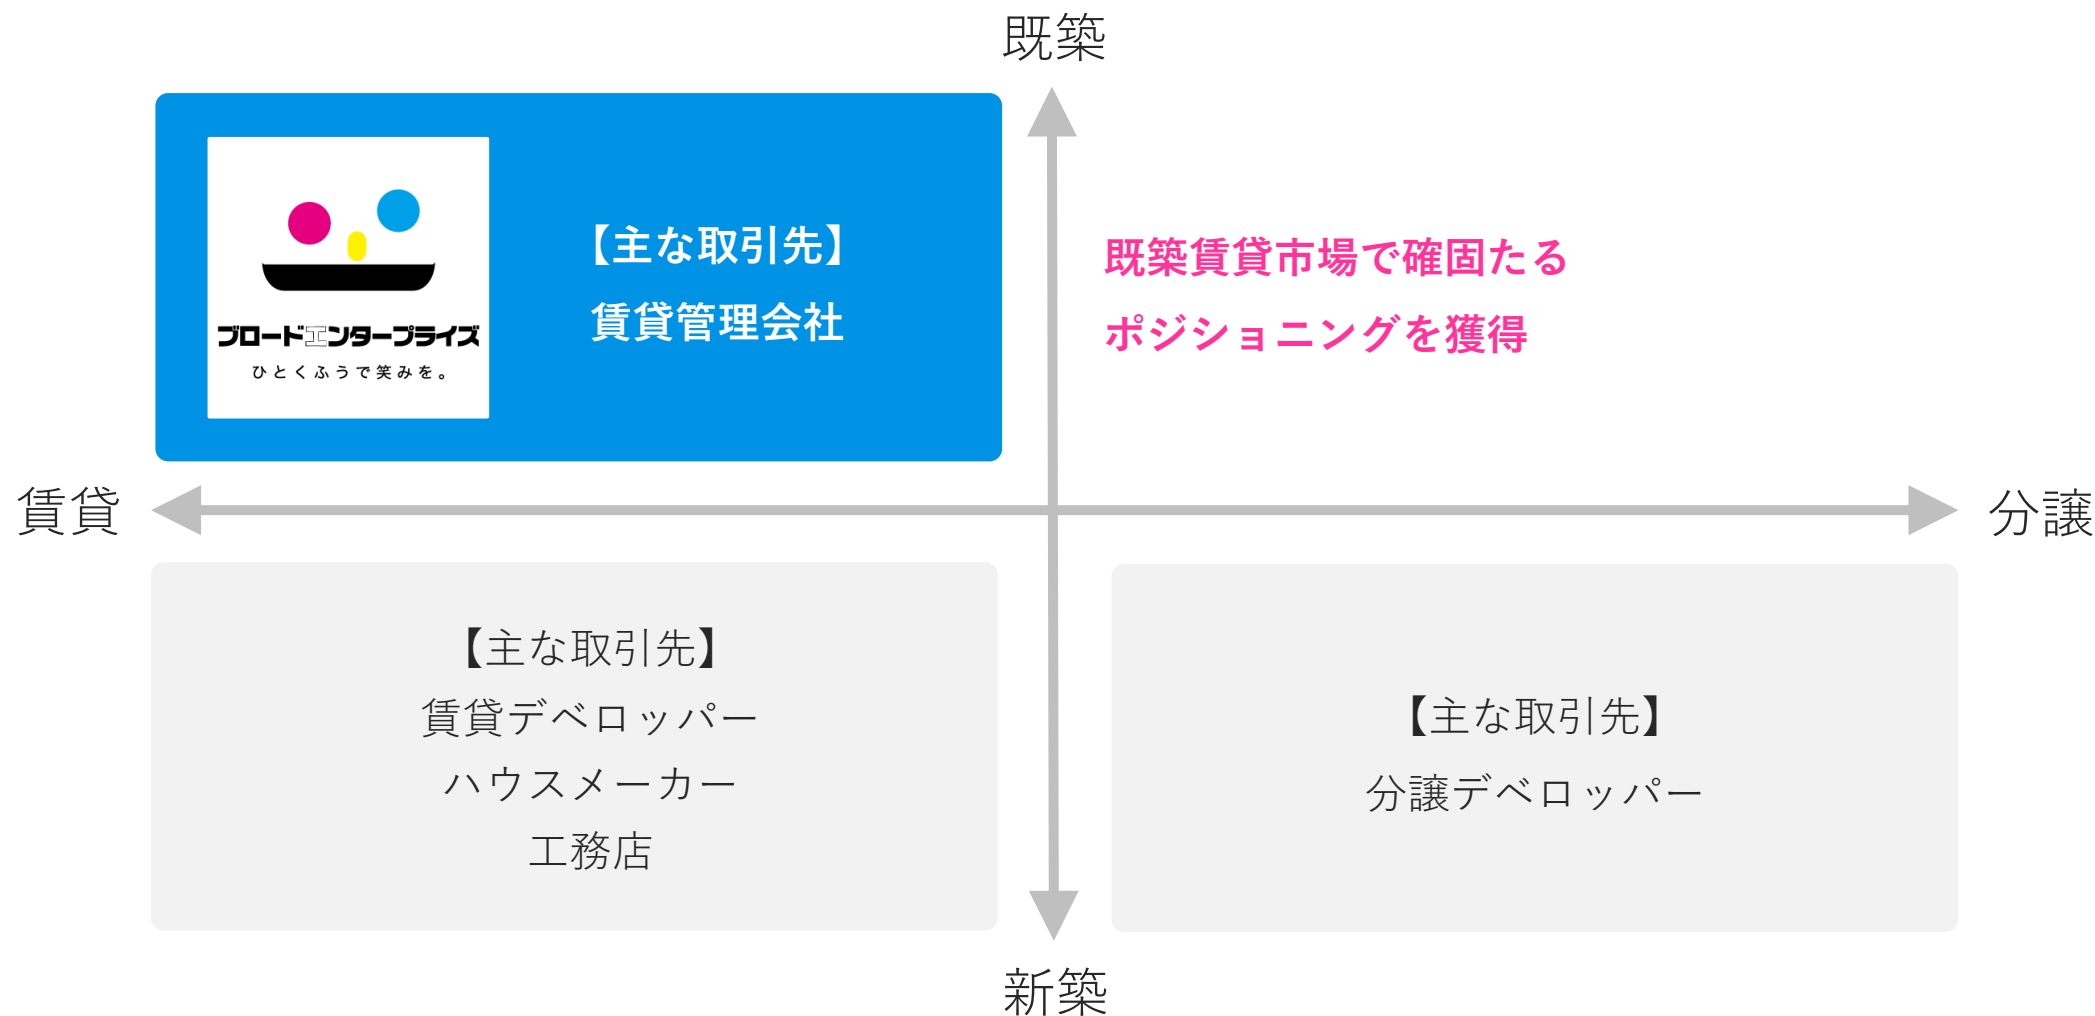 既築
【主な取引先】
賃貸管理会社
ブロードエンタープライズ
ひとくふうで笑みを。
既築賃貸市場で確固たる
ポジショニングを獲得
賃貸
分譲
【主な取引先】
賃貸デベロッパー
ハウスメーカー
工務店
【主な取引先】
分譲デベロッパー
新築